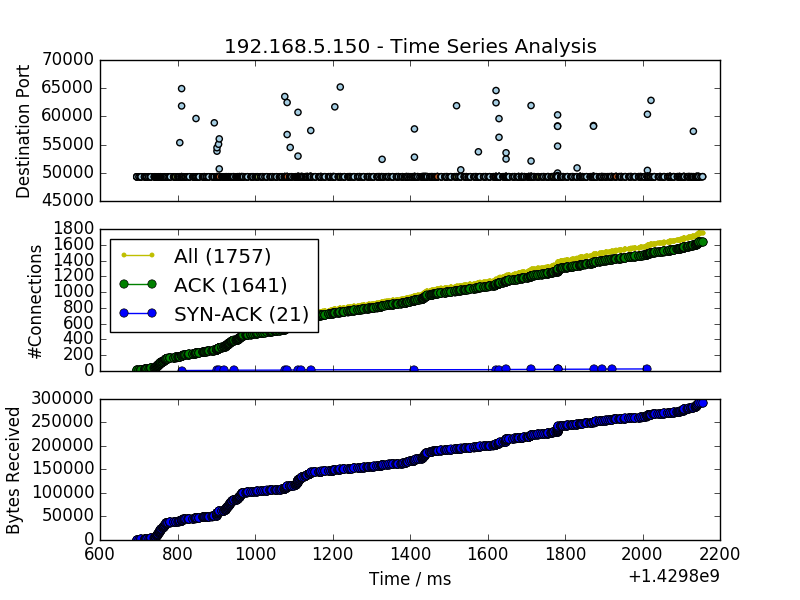 192.168.5.150 - Time Series Analysis
Destination Port
70000
65000
60000
55000
50000
45000
#Connections
1800
1600
1400
1200
1000
800
600
400
200
0
All (1757)
ACK (1641)
SYN-ACK (21)
Bytes Received
300000
250000
200000
150000
100000
50000
0
600 800 1000 1200 1400 1600 1800 2000 2200
Time / ms
+1.4298e9